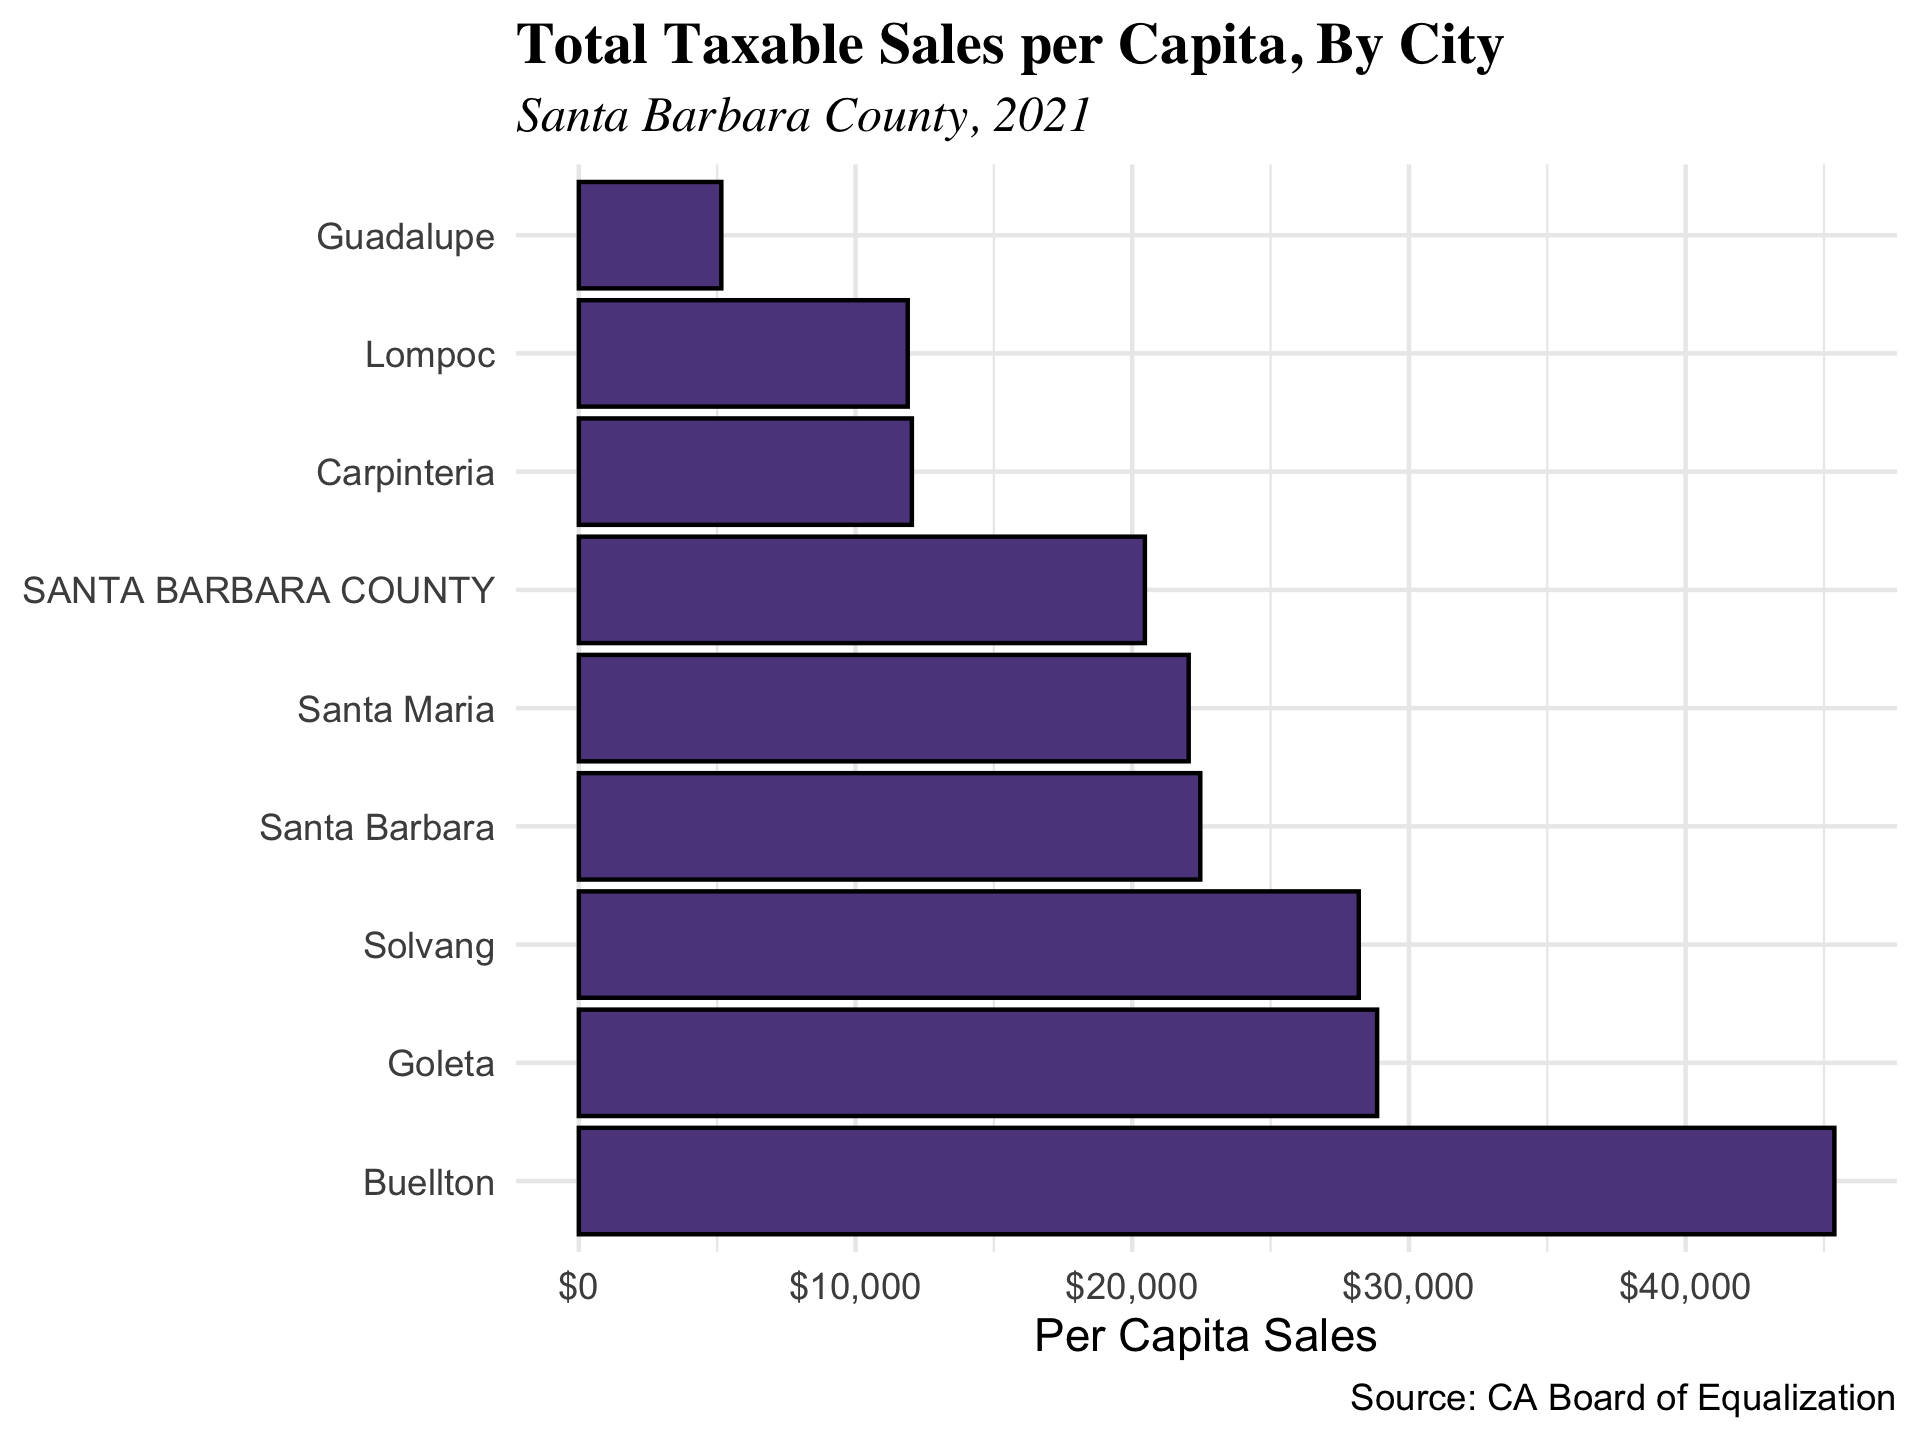 Total Taxable Sales per Capita, By City
Santa Barbara County, 2021
Guadalupe
Lompoc
Carpinteria
SANTA BARBARA COUNTY
Santa Maria
Santa Barbara
Solvang
Goleta
Buellton
$0 $10,000 $20,000 $30,000 $40,000
Per Capita Sales
Source: CA Board of Equalization